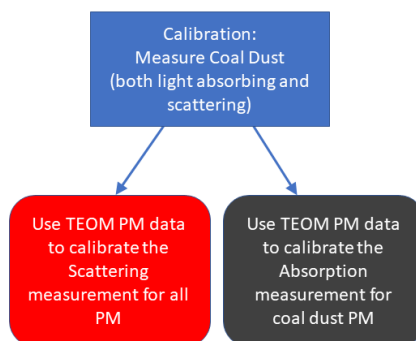 Calibration:
Measure Coal Dust
(both light absorbing and
scattering)
Use TEOM PM data
to calibrate the
Scattering
measurement for all
PM
Use TEOM PM data
to calibrate the
Absorption
measurement for
coal dust PM